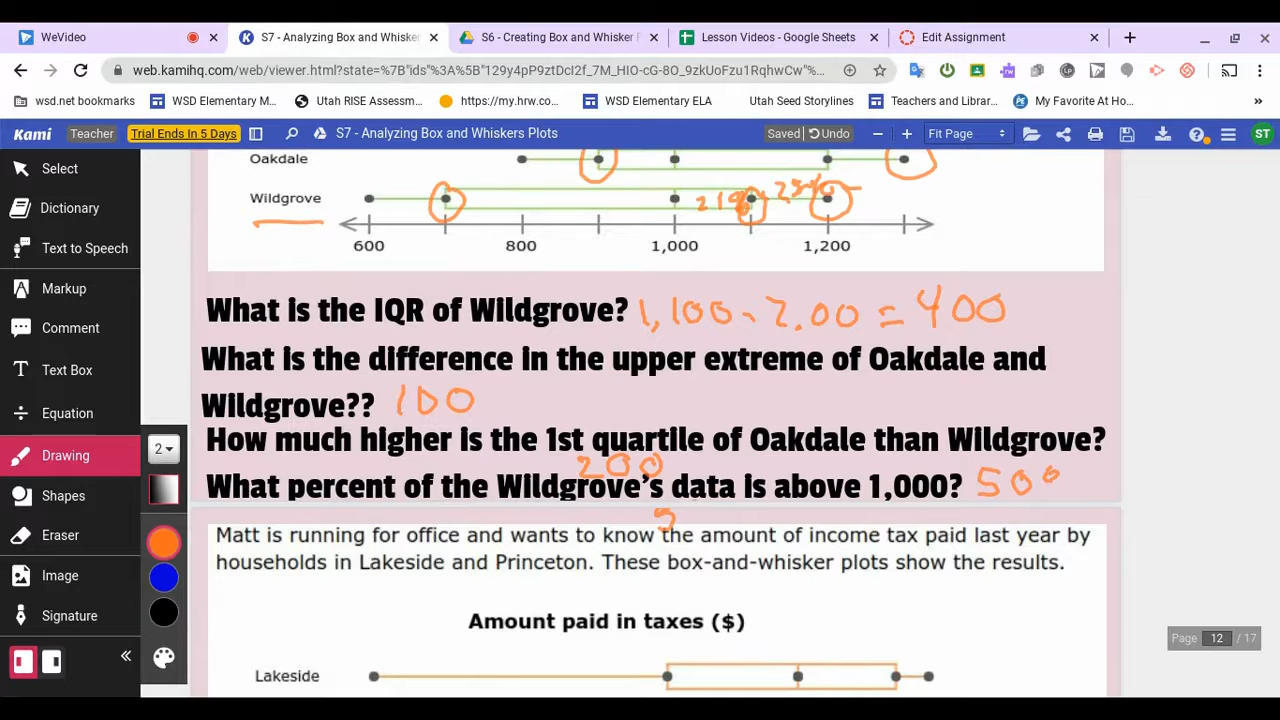 WeVideo
S7 - Analyzing Box and Whisker
S6 - Creating Box and Whisker F
Lesson Videos - Google Sheets
Edit Assignment
web.kamihq.com/web/viewer.html?state=%7B"ids"%3A%5B"129y4pP9ztDcI2f_7M_HIO-cG-8O_9zkUoFzu1RqhwCw"%...
wsd.net bookmarks
WSD Elementary M...
Utah RISE Assessm...
https://my.hrw.co...
WSD Elementary ELA
Utah Seed Storylines
Teachers and Librar...
My Favorite At Ho...
»
Kami
Teacher
Trial Ends In 5 Days
S7 - Analyzing Box and Whiskers Plots
Saved
Undo
Fit Page
ST
Select
Dictionary
Text to Speech
Markup
Comment
Text Box
Equation
Drawing
Shapes
Eraser
Image
Signature
2
Oakdale
Wildgrove
600 800 1,000 1,200
What is the IQR of Wildgrove? 1,100 - 700 = 400
What is the difference in the upper extreme of Oakdale and
Wildgrove?? 100
How much higher is the 1st quartile of Oakdale than Wildgrove?
200
What percent of the Wildgrove's data is above 1,000? 500
5
Matt is running for office and wants to know the amount of income tax paid last year by
households in Lakeside and Princeton. These box-and-whisker plots show the results.
Amount paid in taxes ($)
Lakeside
Page 12 / 17